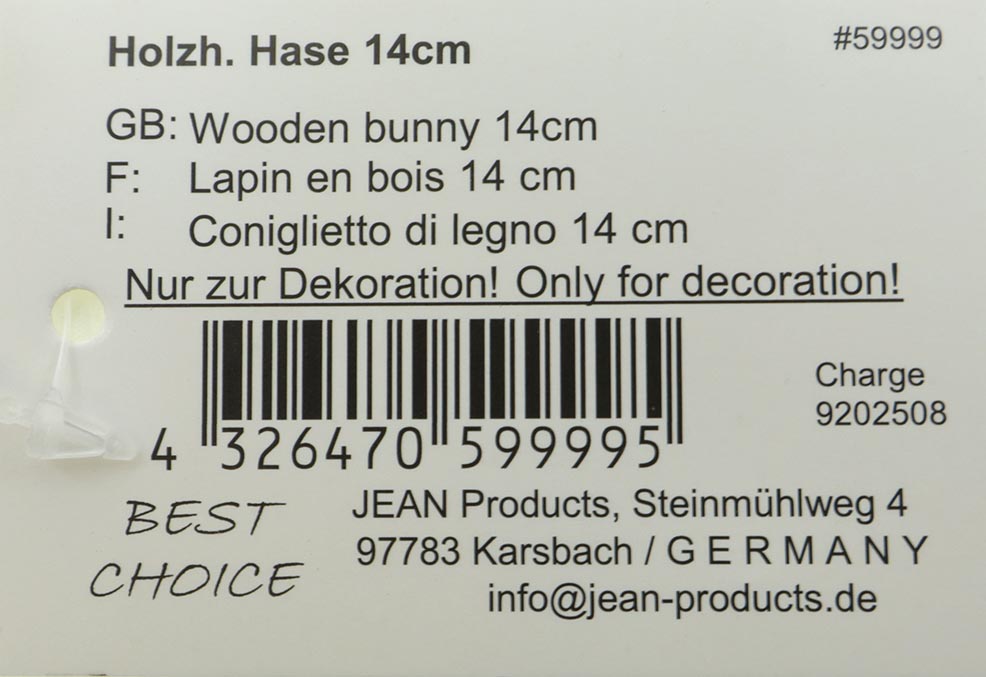 Holzh. Hase 14cm #59999
GB: Wooden bunny 14cm
F: Lapin en bois 14 cm
I: Coniglietto di legno 14 cm
Nur zur Dekoration! Only for decoration!
Charge
9202508
4 326470 599995
BEST
CHOICE
JEAN Products, Steinmühlweg 4
97783 Karsbach / G E R M A N Y
info@jean-products.de